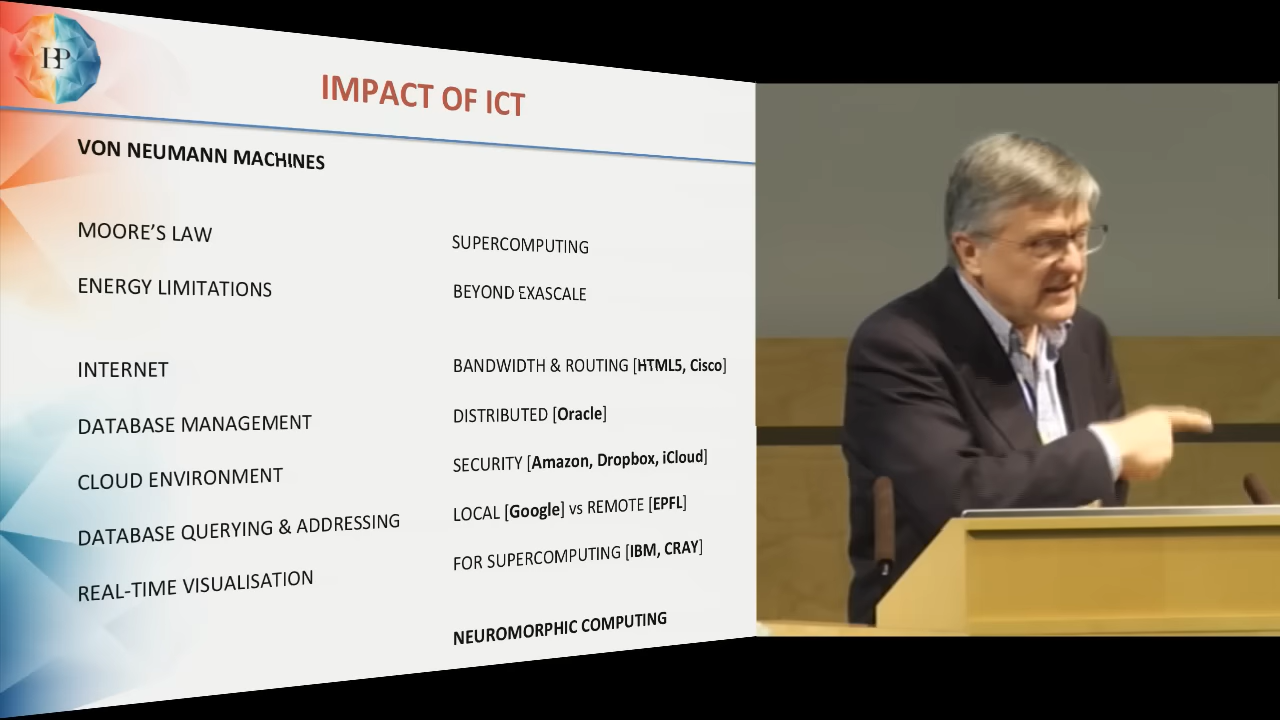 HBP
IMPACT OF ICT
VON NEUMANN MACHINES
MOORE'S LAW
SUPERCOMPUTING
ENERGY LIMITATIONS
BEYOND EXASCALE
INTERNET
BANDWIDTH & ROUTING [HTML5, Cisco]
DATABASE MANAGEMENT
DISTRIBUTED [Oracle]
CLOUD ENVIRONMENT
SECURITY [Amazon, Dropbox, iCloud]
DATABASE QUERYING & ADDRESSING
LOCAL [Google] vs REMOTE [EPFL]
REAL-TIME VISUALISATION
FOR SUPERCOMPUTING [IBM, CRAY]
NEUROMORPHIC COMPUTING